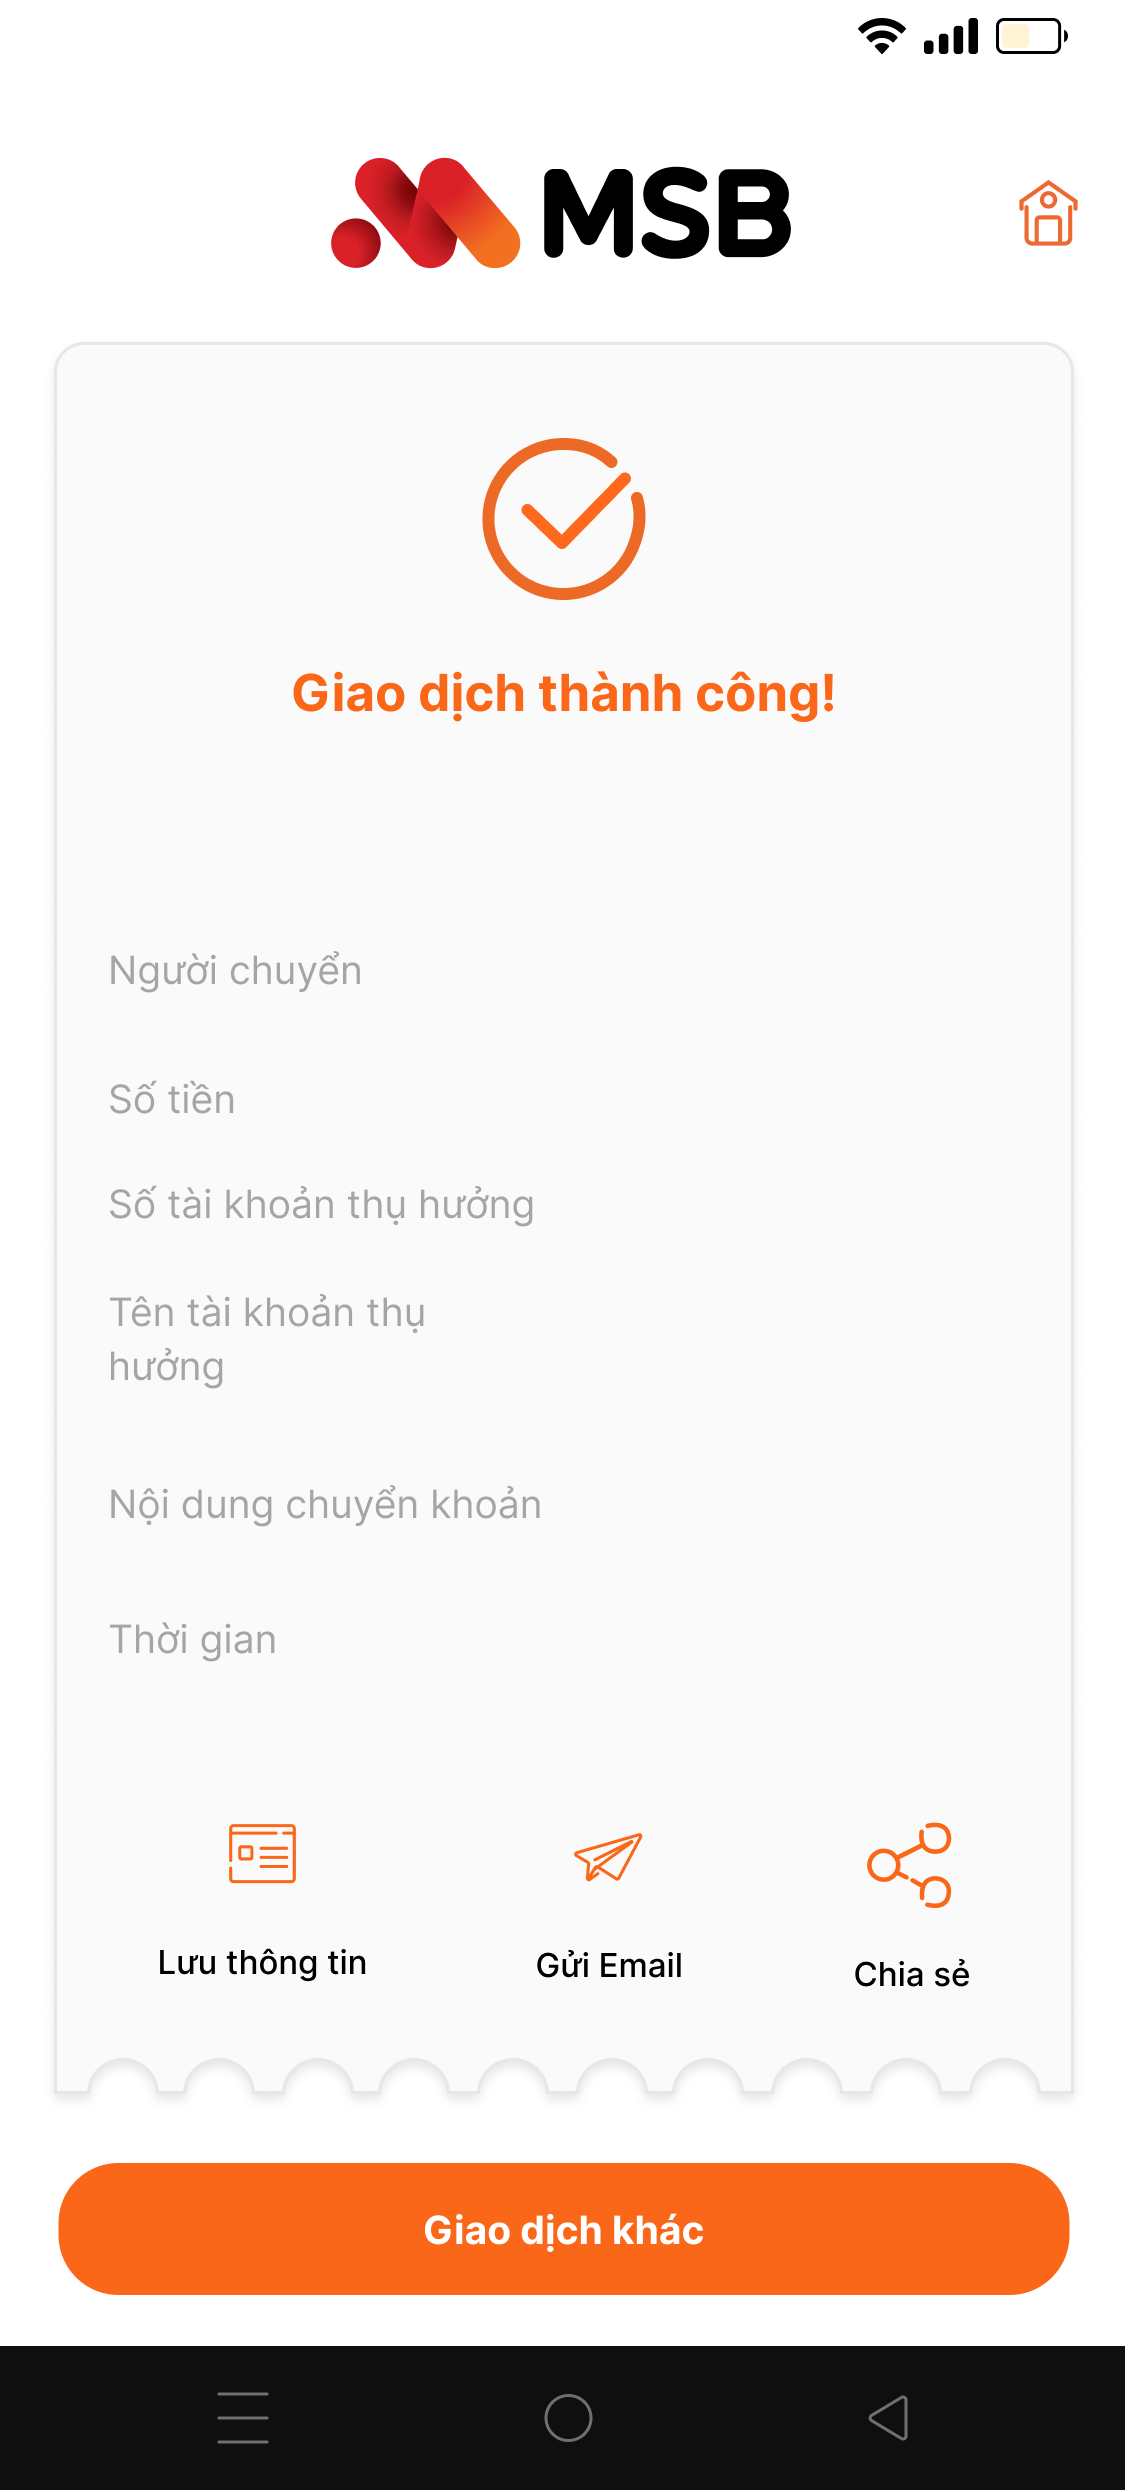 MSB
Giao dịch thành công!
Người chuyển
Số tiền
Số tài khoản thụ hưởng
Tên tài khoản thụ
hưởng
Nội dung chuyển khoản
Thời gian
Lưu thông tin
Gửi Email
Chia sẻ
Giao dịch khác